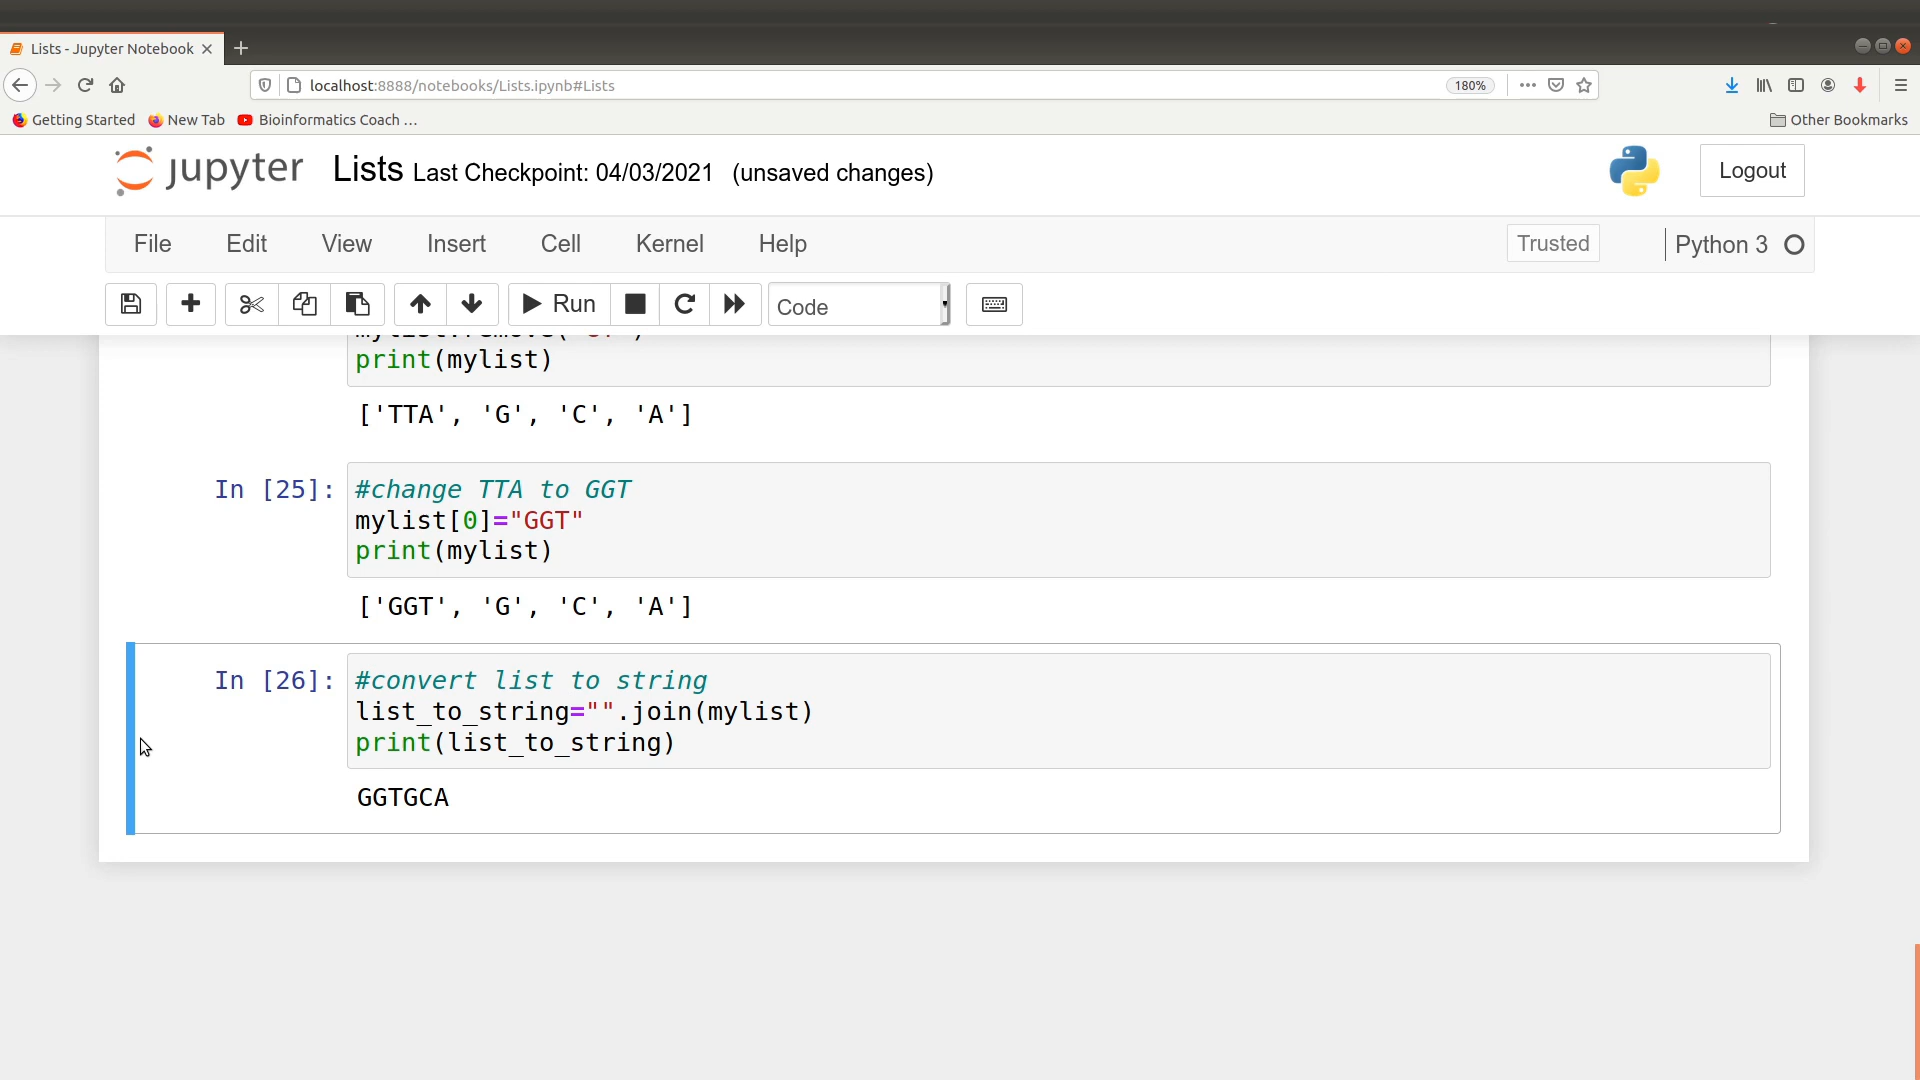 Lists - Jupyter Notebook
localhost:8888/notebooks/Lists.ipynb#Lists
180%
Getting Started
New Tab
Bioinformatics Coach ...
Other Bookmarks
jupyter
Lists Last Checkpoint: 04/03/2021 (unsaved changes)
Logout
File Edit View Insert Cell Kernel Help
Trusted
Python 3
Run
Code
print(mylist)
['TTA', 'G', 'C', 'A']
In [25]: #change TTA to GGT
mylist[0]="GGT"
print(mylist)
['GGT', 'G', 'C', 'A']
In [26]: #convert list to string
list_to_string="".join(mylist)
print(list_to_string)
GGTGCA